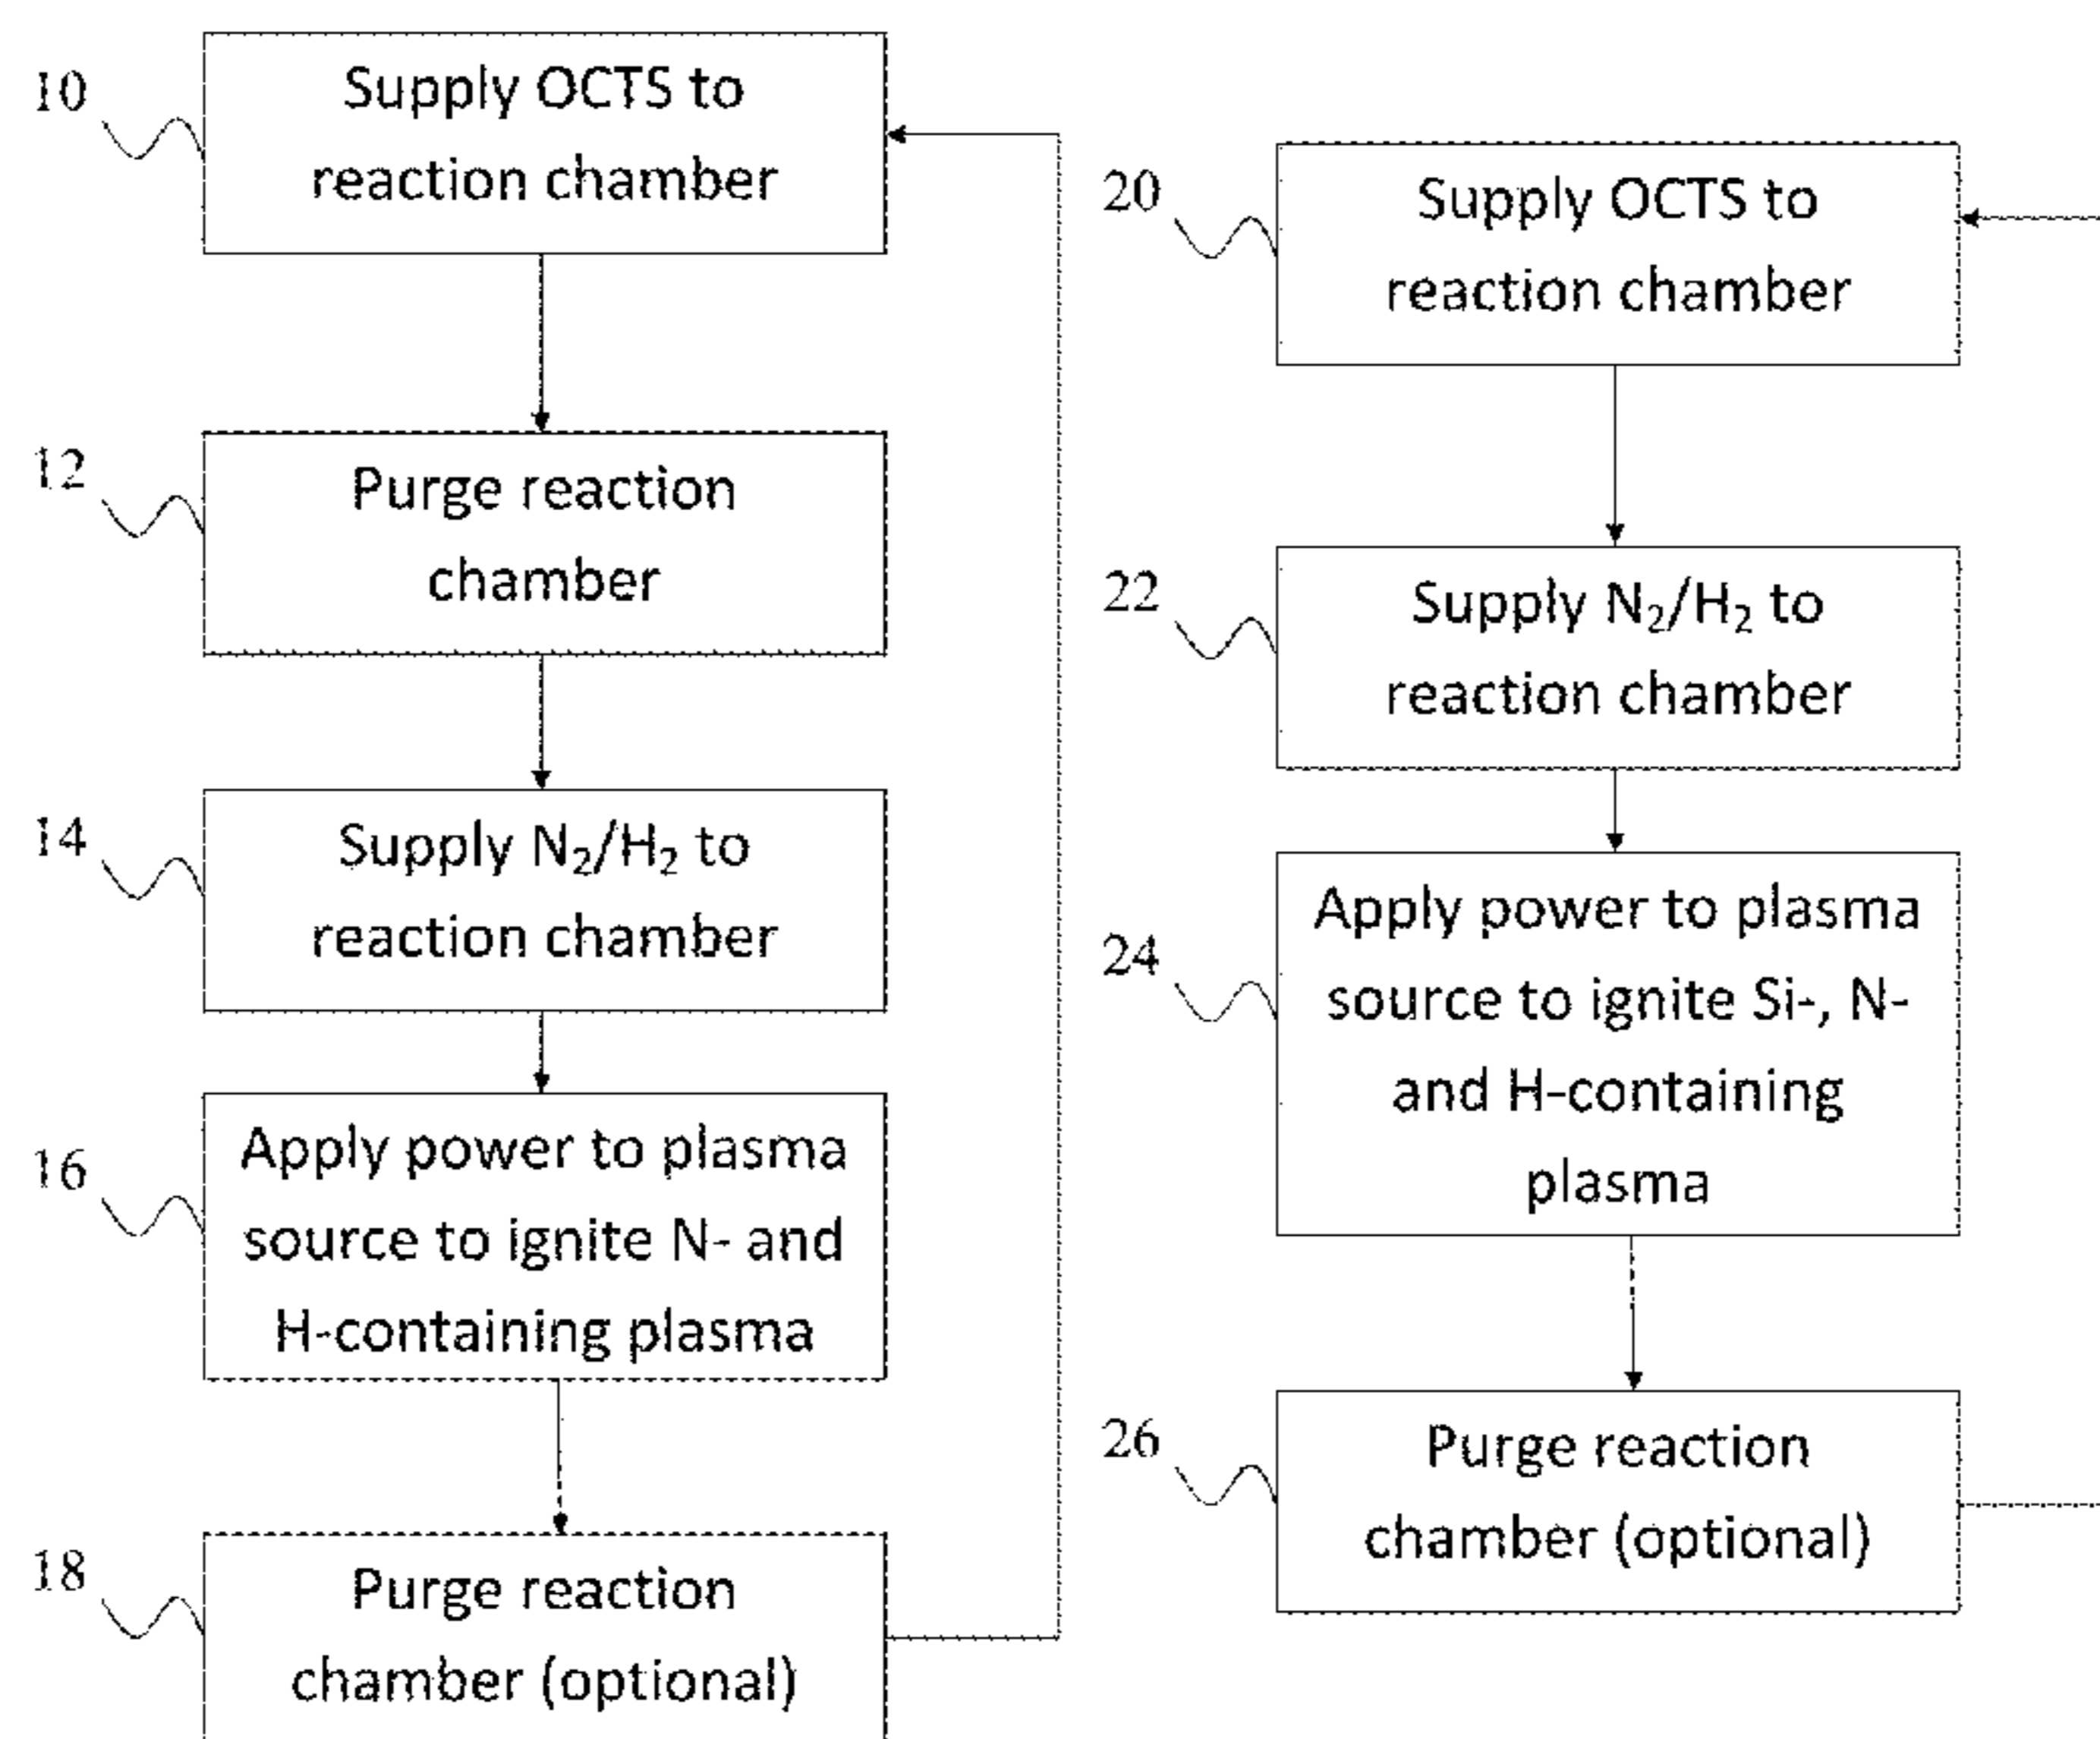 10
Supply OCTS to
reaction chamber
12
Purge reaction
chamber
14
Supply N₂/H₂ to
reaction chamber
16
Apply power to plasma
source to ignite N- and
H-containing plasma
18
Purge reaction
chamber (optional)
20
Supply OCTS to
reaction chamber
22
Supply N₂/H₂ to
reaction chamber
24
Apply power to plasma
source to ignite Si-, N-
and H-containing
plasma
26
Purge reaction
chamber (optional)